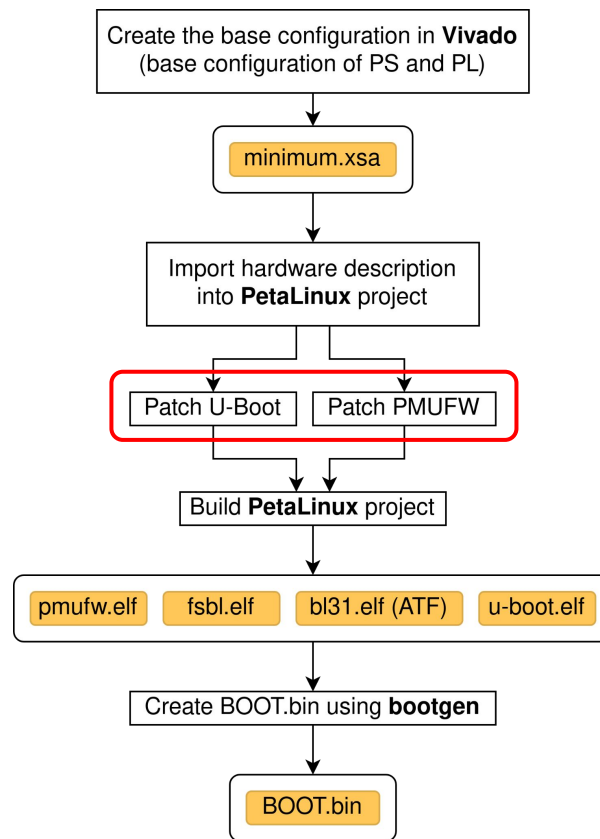 Create the base configuration in Vivado
(base configuration of PS and PL)
minimum.xsa
Import hardware description
into PetaLinux project
Patch U-Boot
Patch PMUFW
Build PetaLinux project
pmufw.elf
fsbl.elf
bl31.elf (ATF)
u-boot.elf
Create BOOT.bin using bootgen
BOOT.bin